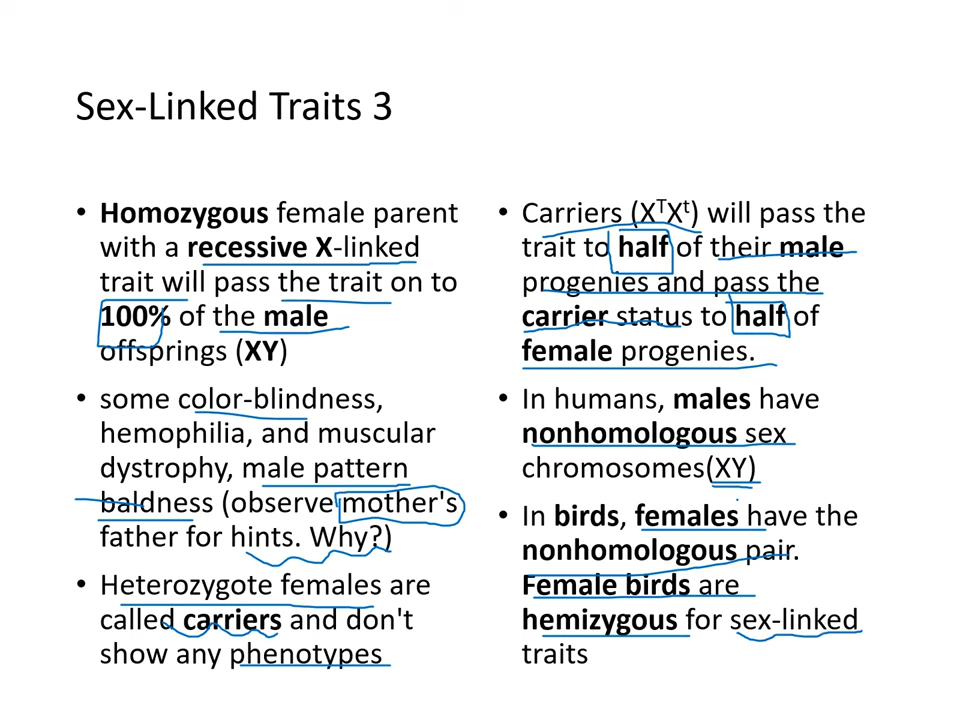 Sex-Linked Traits 3
• Homozygous female parent
with a recessive X-linked
trait will pass the trait on to
100% of the male
offsprings (XY)
• some color-blindness,
hemophilia, and muscular
dystrophy, male pattern
baldness (observe mother's
father for hints. Why?)
• Heterozygote females are
called carriers and don't
show any phenotypes
• Carriers (XᵀXᵗ) will pass the
trait to half of their male
progenies and pass the
carrier status to half of
female progenies.
• In humans, males have
nonhomologous sex
chromosomes(XY)
• In birds, females have the
nonhomologous pair.
Female birds are
hemizygous for sex-linked
traits